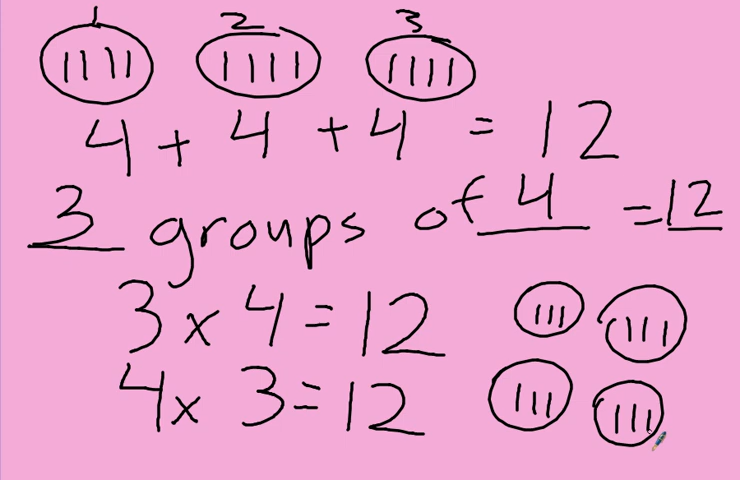 1 2 3
4 + 4 + 4 = 12
3 groups of 4 = 12
3 x 4 = 12
4 x 3 = 12